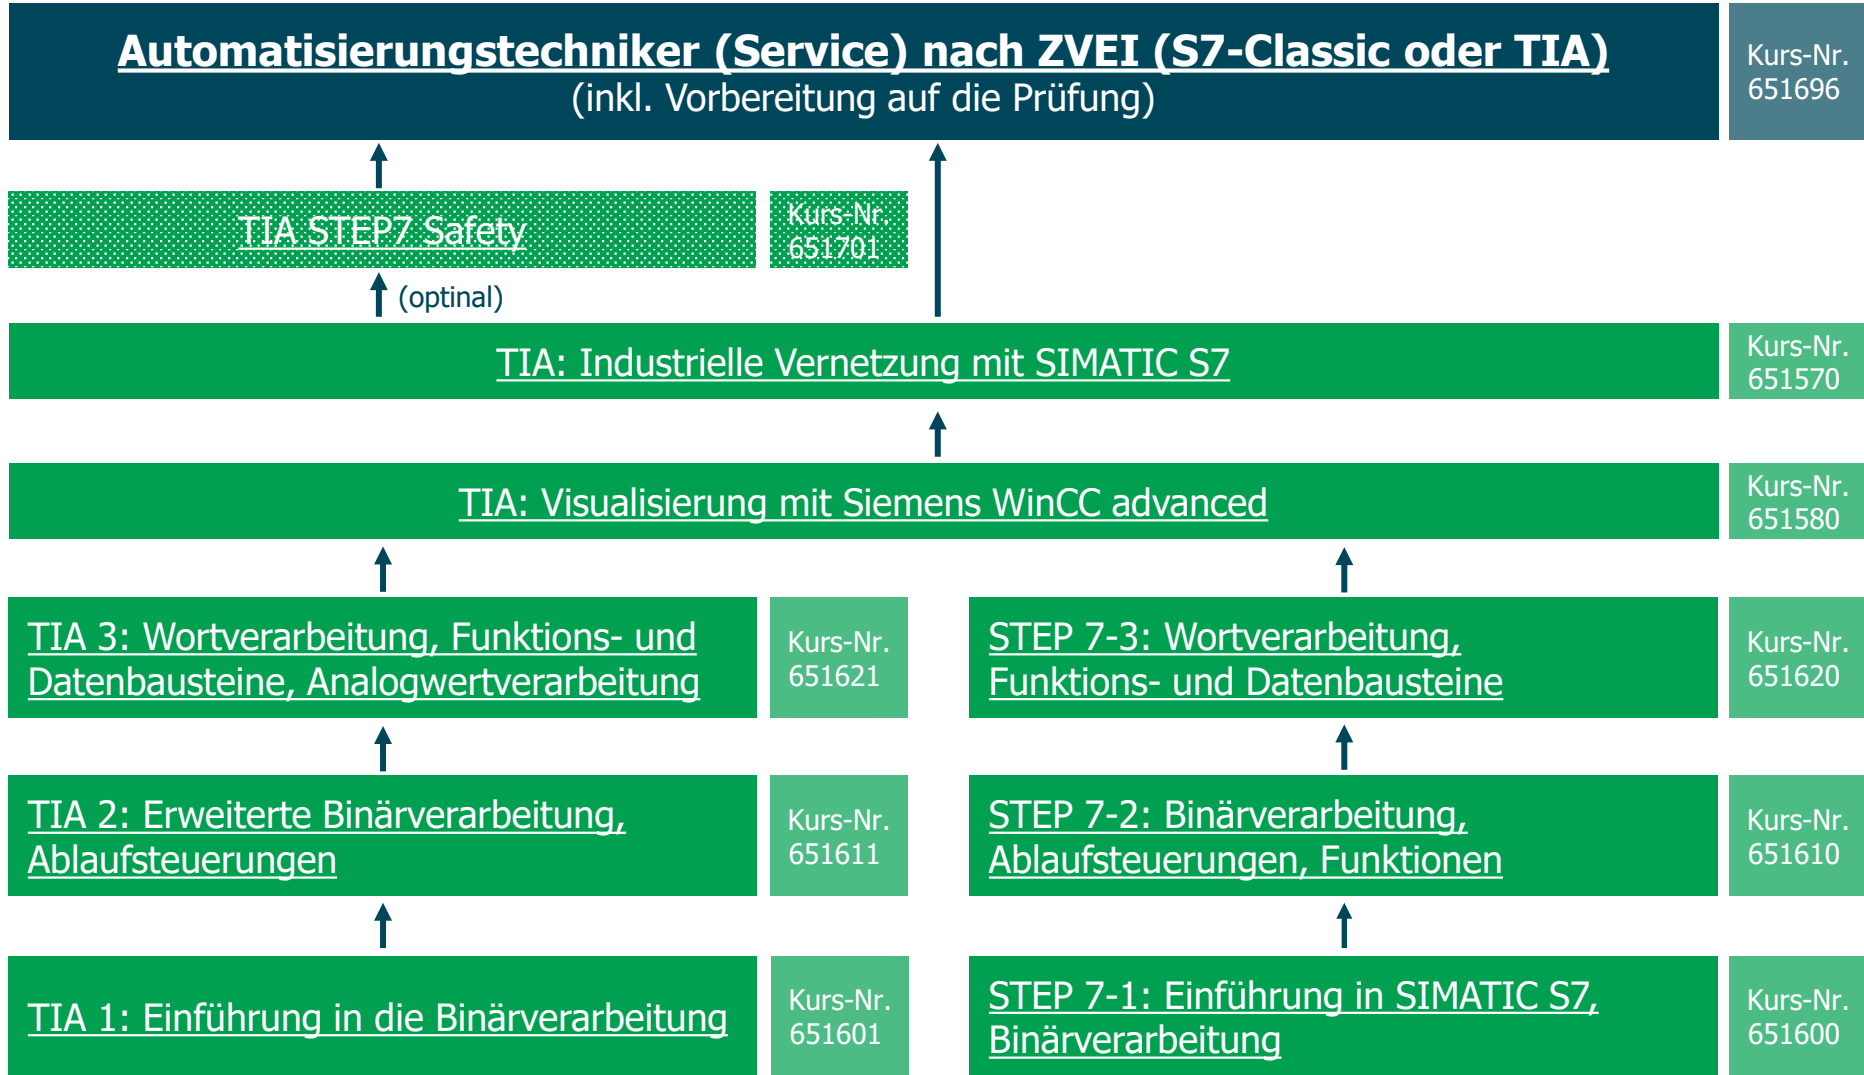 Automatisierungstechniker (Service) nach ZVEI (S7-Classic oder TIA)
(inkl. Vorbereitung auf die Prüfung)
Kurs-Nr.
651696
TIA STEP7 Safety
Kurs-Nr.
651701
(optinal)
TIA: Industrielle Vernetzung mit SIMATIC S7
Kurs-Nr.
651570
TIA: Visualisierung mit Siemens WinCC advanced
Kurs-Nr.
651580
TIA 3: Wortverarbeitung, Funktions- und
Datenbausteine, Analogwertverarbeitung
Kurs-Nr.
651621
STEP 7-3: Wortverarbeitung,
Funktions- und Datenbausteine
Kurs-Nr.
651620
TIA 2: Erweiterte Binärverarbeitung,
Ablaufsteuerungen
Kurs-Nr.
651611
STEP 7-2: Binärverarbeitung,
Ablaufsteuerungen, Funktionen
Kurs-Nr.
651610
TIA 1: Einführung in die Binärverarbeitung
Kurs-Nr.
651601
STEP 7-1: Einführung in SIMATIC S7,
Binärverarbeitung
Kurs-Nr.
651600